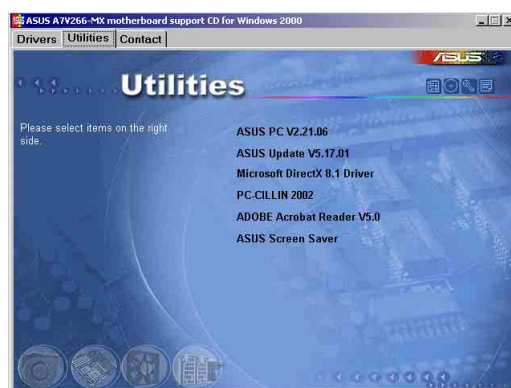 ASUS A7V266-MX motherboard support CD for Windows 2000
Drivers Utilities Contact
ASUS
Utilities
Please select items on the right
side.
ASUS PC V2.21.06
ASUS Update V5.17.01
Microsoft DirectX 8.1 Driver
PC-CILLIN 2002
ADOBE Acrobat Reader V5.0
ASUS Screen Saver